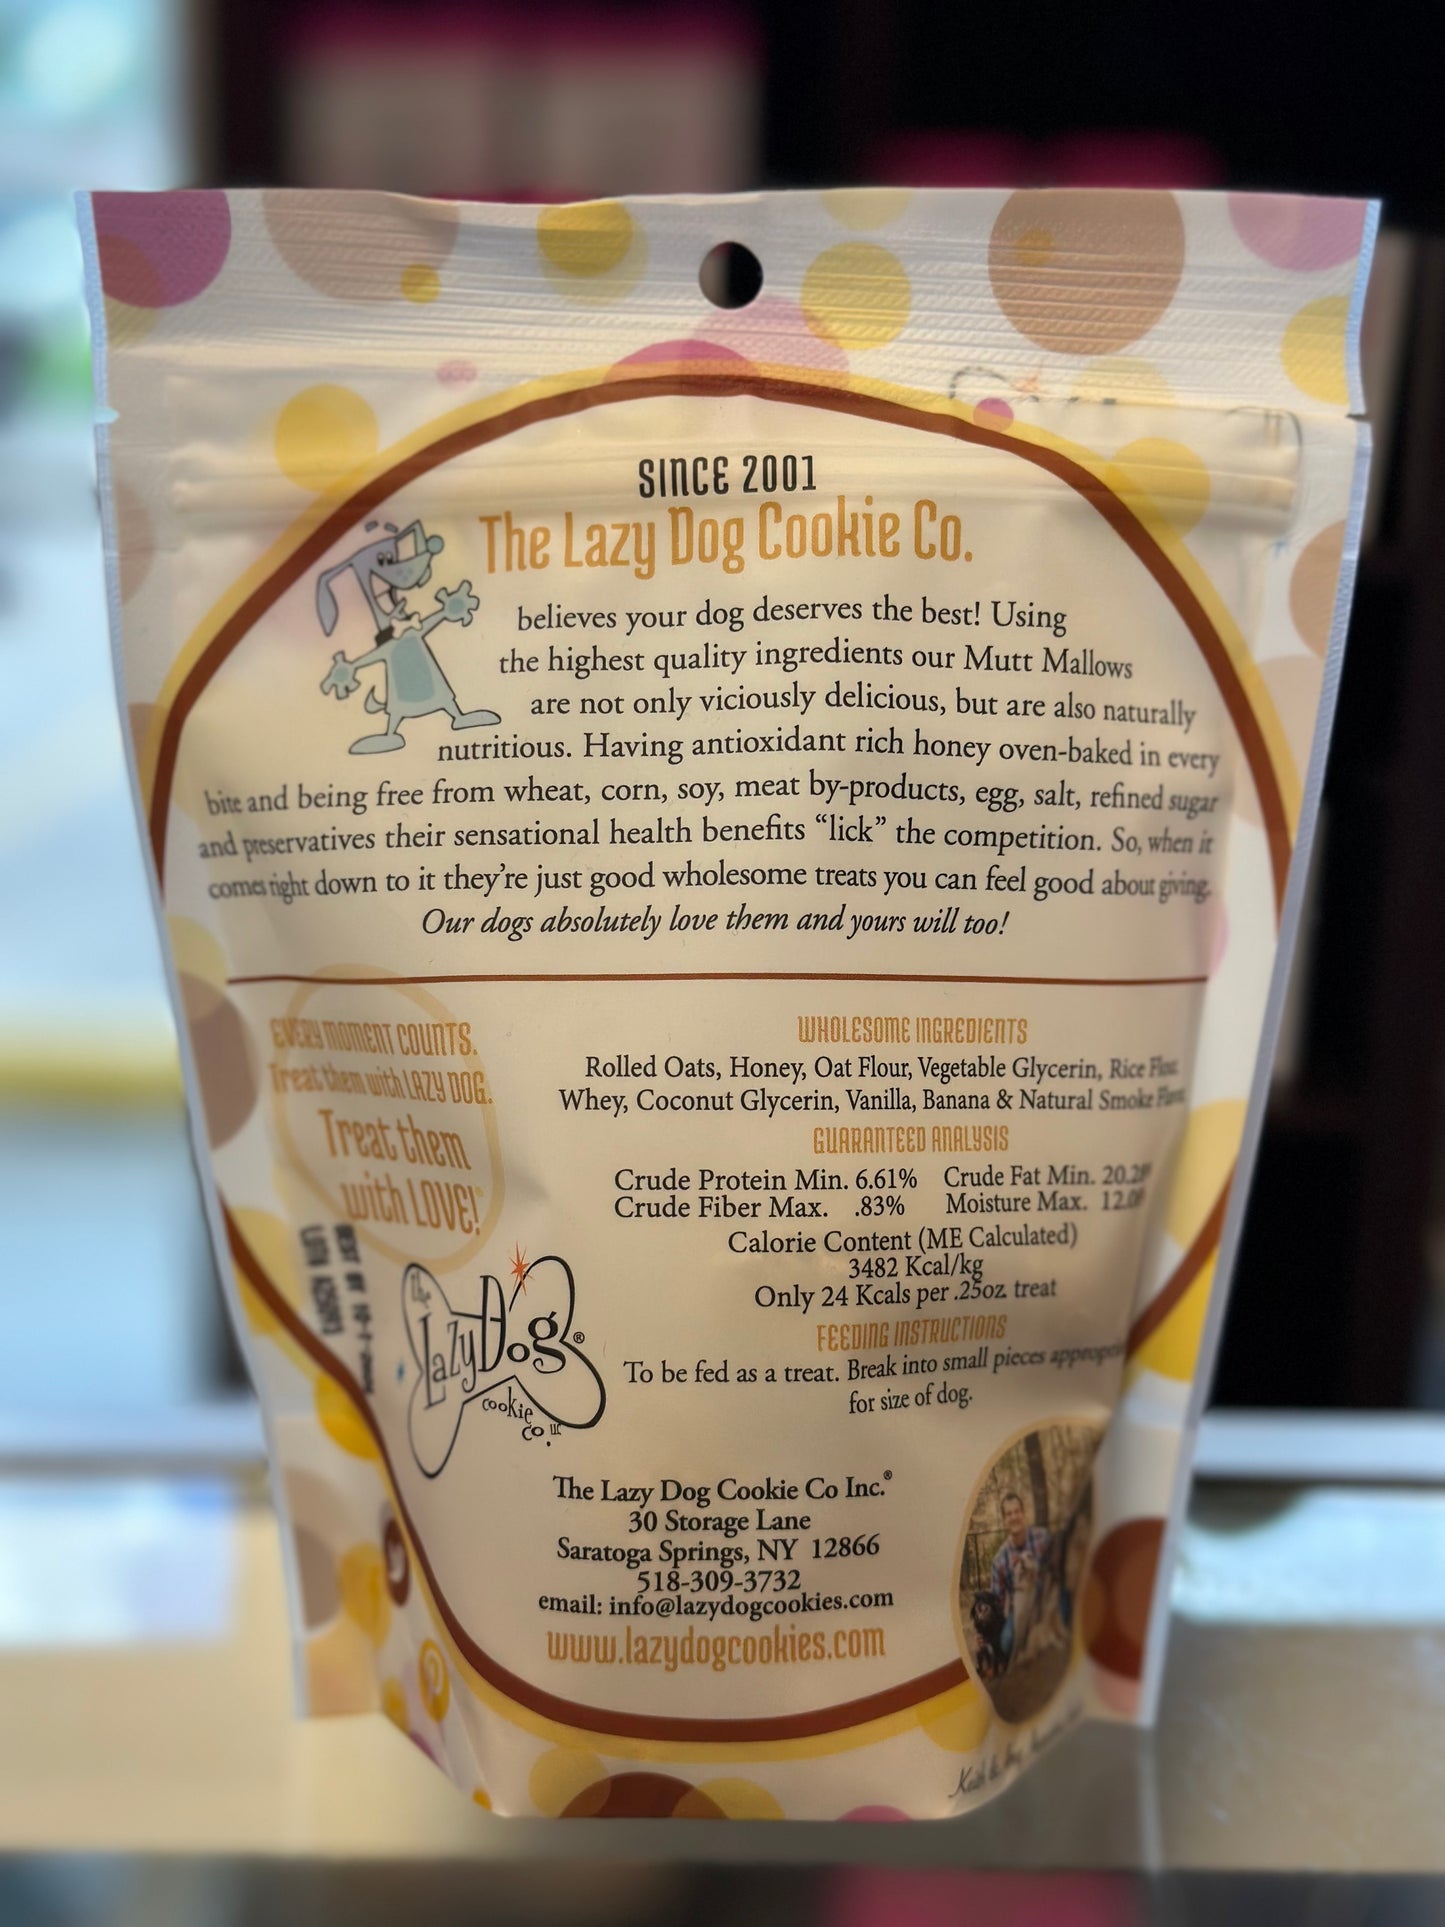 SINCE 2001
The Lazy Dog Cookie Co.
believes your dog deserves the best! Using
the highest quality ingredients our Mutt Mallows
are not only viciously delicious, but are also naturally
nutritious. Having antioxidant rich honey oven-baked in every
bite and being free from wheat, corn, soy, meat by-products, egg, salt, refined sugar
and preservatives their sensational health benefits “lick” the competition. So, when it
comes right down to it they’re just good wholesome treats you can feel good about giving.
Our dogs absolutely love them and yours will too!
EVERY MOMENT COUNTS.
Treat them with LAZY DOG.
Treat them
with LOVE!
WHOLESOME INGREDIENTS
Rolled Oats, Honey, Oat Flour, Vegetable Glycerin, Rice Flour
Whey, Coconut Glycerin, Vanilla, Banana & Natural Smoke Flavor
GUARANTEED ANALYSIS
Crude Protein Min. 6.61% Crude Fat Min.
Crude Fiber Max. .83% Moisture Max.
Calorie Content (ME Calculated)
3482 Kcal/kg
Only 24 Kcals per .25oz treat
FEEDING INSTRUCTIONS
To be fed as a treat. Break into small pieces
for size of dog.
BEST BY
The
Lazy Dog®
cookie
co. LLC
The Lazy Dog Cookie Co Inc.®
30 Storage Lane
Saratoga Springs, NY 12866
518-309-3732
email: info@lazydogcookies.com
www.lazydogcookies.com
Keith &